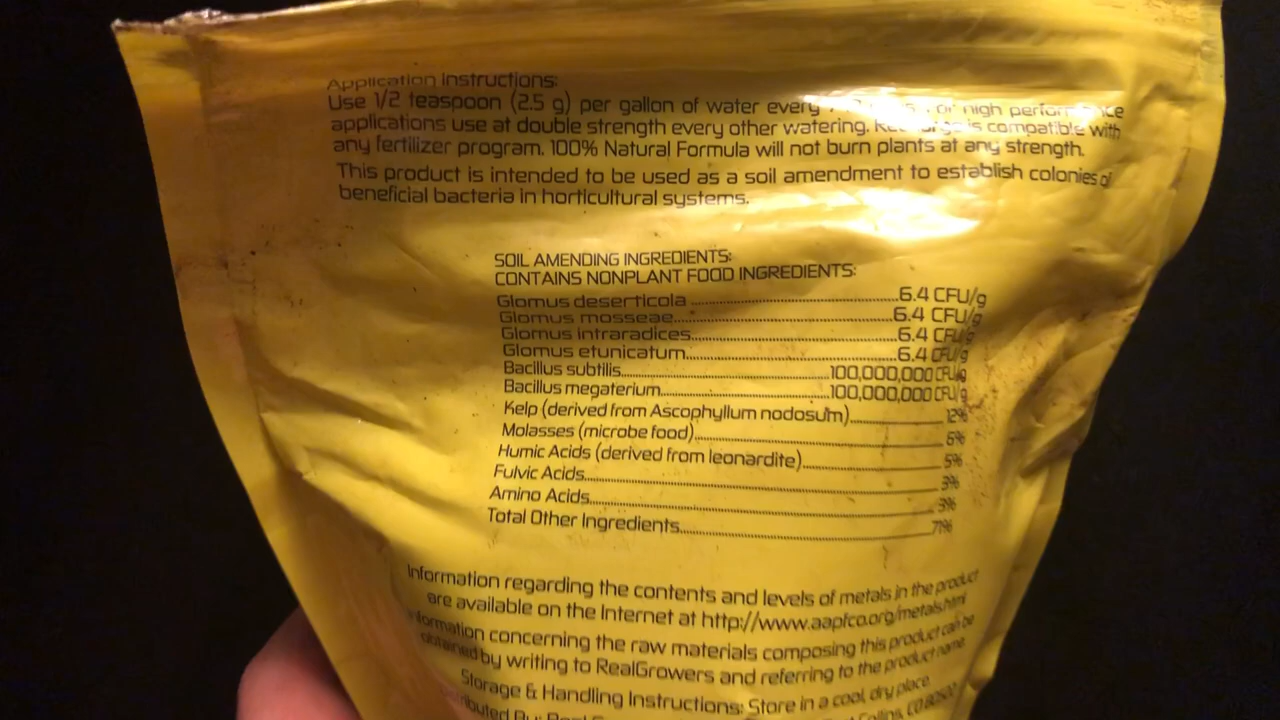 Application Instructions:
Use 1/2 teaspoon (2.5 g) per gallon of water every For high performance
applications use at double strength every other watering. Recharge is compatible with
any fertilizer program. 100% Natural Formula will not burn plants at any strength.
This product is intended to be used as a soil amendment to establish colonies of
beneficial bacteria in horticultural systems.
SOIL AMENDING INGREDIENTS:
CONTAINS NONPLANT FOOD INGREDIENTS:
Glomus deserticola 6.4 CFU/g
Glomus mosseae 6.4 CFU/g
Glomus intraradices 6.4 CFU/g
Glomus etunicatum 6.4 CFU/g
Bacillus subtilis 100,000,000 CFU/g
Bacillus megaterium 100,000,000 CFU/g
Kelp (derived from Ascophyllum nodosum) 12%
Molasses (microbe food) 6%
Humic Acids (derived from leonardite) 5%
Fulvic Acids 3%
Amino Acids 3%
Total Other Ingredients 71%
Information regarding the contents and levels of metals in the product
are available on the Internet at http://www.aapfco.org/metals.html
Information concerning the raw materials composing this product can be
obtained by writing to RealGrowers and referring to the product name.
Storage & Handling Instructions: Store in a cool, dry place.
Collins, CO